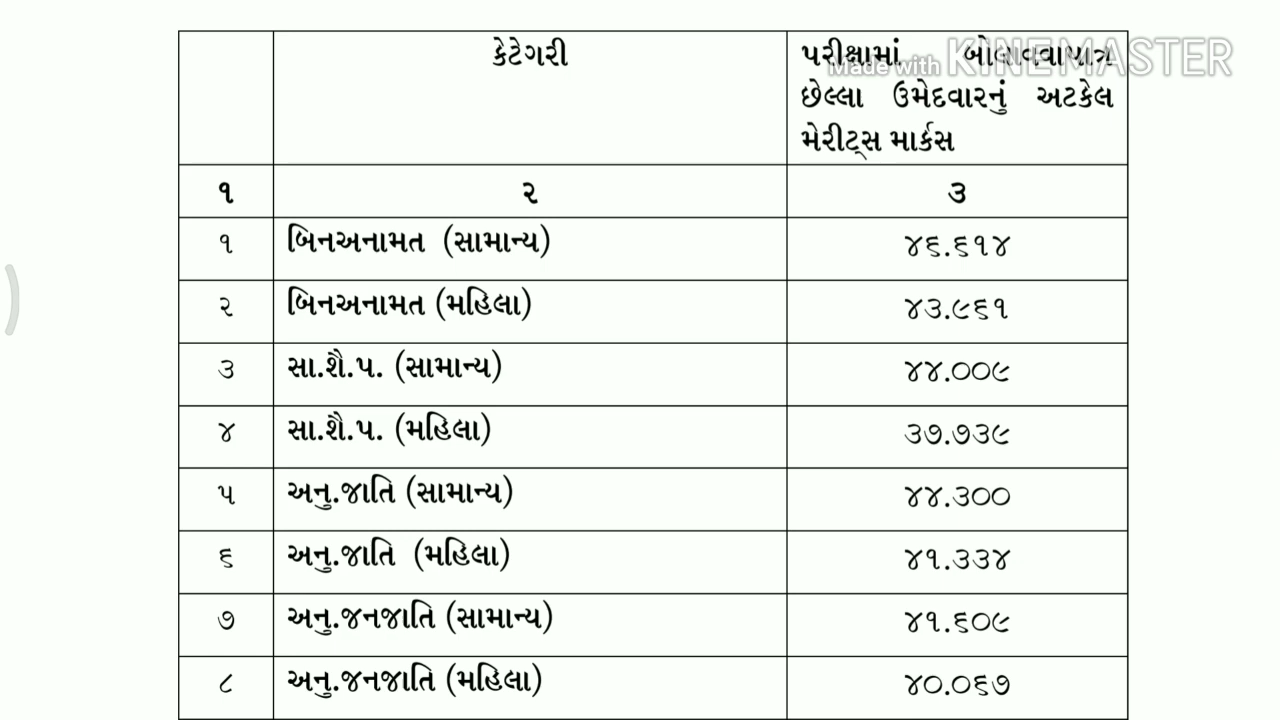 કેટેગરી
પરીક્ષામાં બોલાવવાપાત્ર
છેલ્લા ઉમેદવારનું અટકેલ
મેરીટ્સ માર્કસ
Made with KINEMASTER
૧ ૨ ૩
૧ બિનઅનામત (સામાન્ય) ૪૬.૬૧૪
૨ બિનઅનામત (મહિલા) ૪૩.૯૬૧
૩ સા.શૈ.પ. (સામાન્ય) ૪૪.૦૦૯
૪ સા.શૈ.પ. (મહિલા) ૩૭.૭૩૯
૫ અનુ.જાતિ (સામાન્ય) ૪૪.૩૦૦
૬ અનુ.જાતિ (મહિલા) ૪૧.૩૩૪
૭ અનુ.જનજાતિ (સામાન્ય) ૪૧.૬૦૯
૮ અનુ.જનજાતિ (મહિલા) ૪૦.૦૬૭